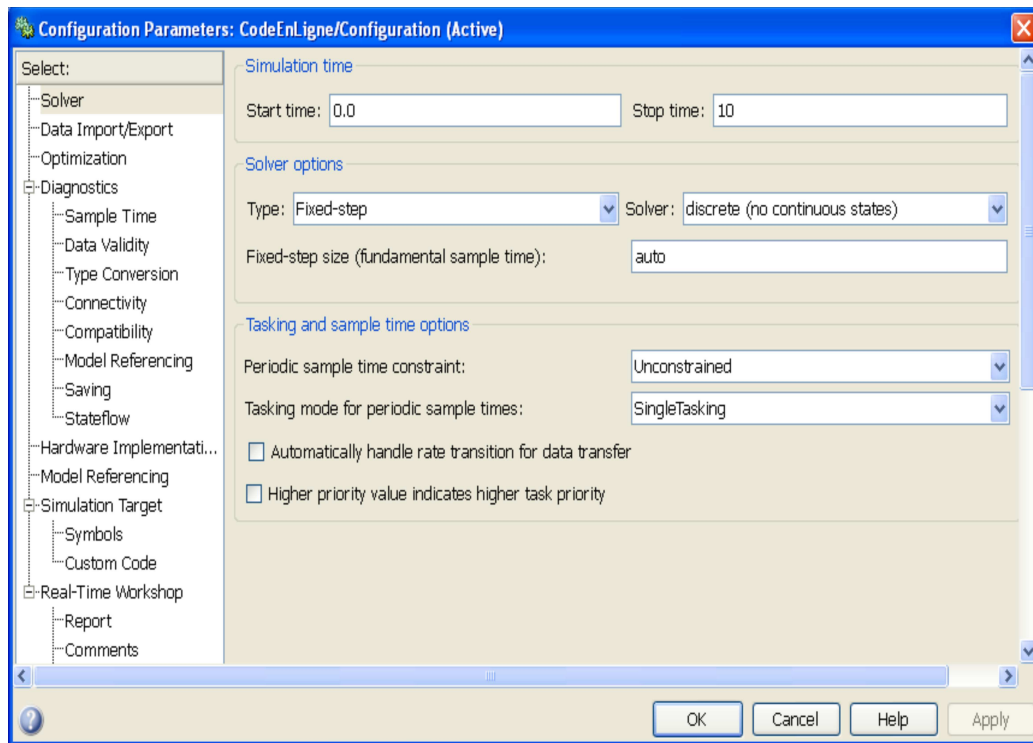 Configuration Parameters: CodeEnLigne/Configuration (Active)
Select:
Solver
Data Import/Export
Optimization
Diagnostics
Sample Time
Data Validity
Type Conversion
Connectivity
Compatibility
Model Referencing
Saving
Stateflow
Hardware Implementati...
Model Referencing
Simulation Target
Symbols
Custom Code
Real-Time Workshop
Report
Comments
Simulation time
Start time: 0.0 Stop time: 10
Solver options
Type: Fixed-step Solver: discrete (no continuous states)
Fixed-step size (fundamental sample time): auto
Tasking and sample time options
Periodic sample time constraint: Unconstrained
Tasking mode for periodic sample times: SingleTasking
Automatically handle rate transition for data transfer
Higher priority value indicates higher task priority
OK Cancel Help Apply